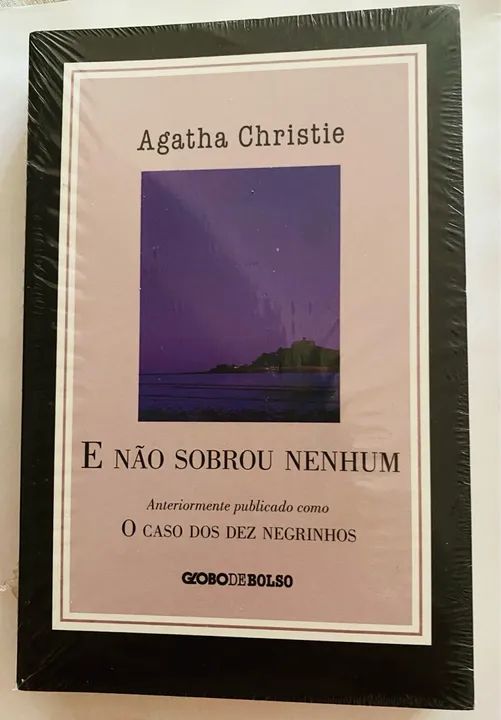 Agatha Christie
E NÃO SOBROU NENHUM
Anteriormente publicado como
O CASO DOS DEZ NEGRINHOS
GLOBODEBOLSO